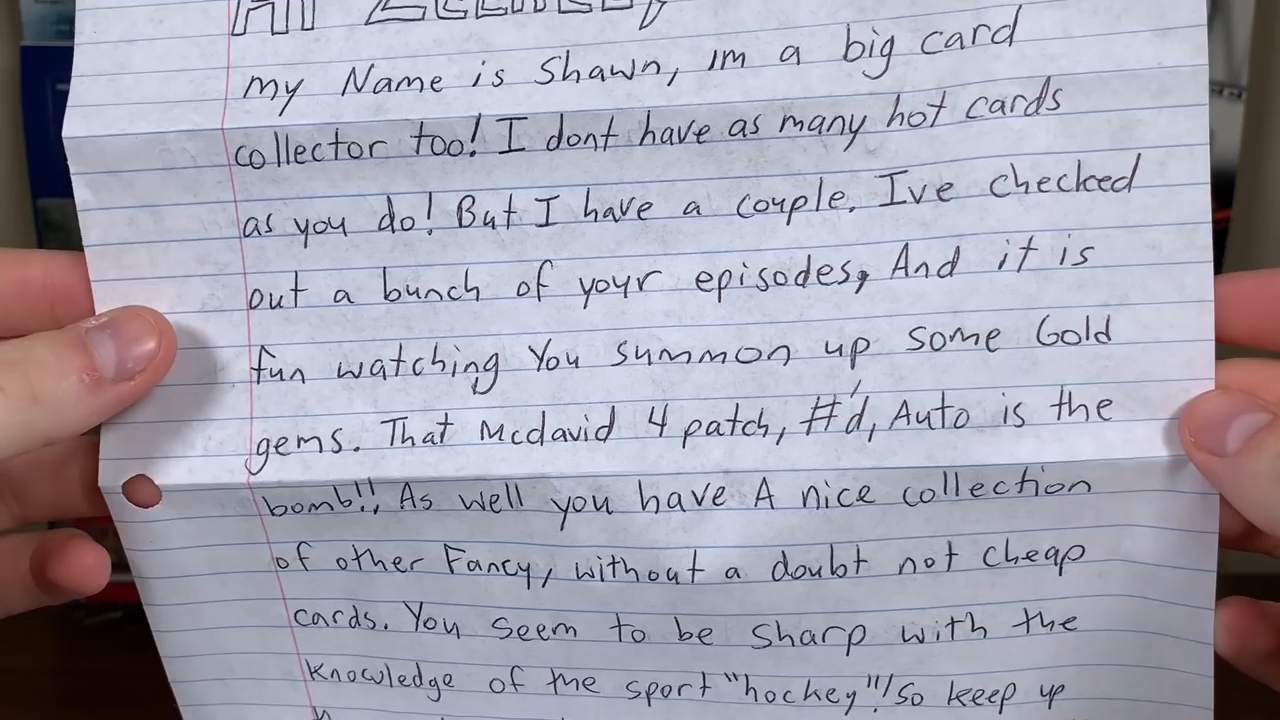 my Name is Shawn, im a big card
collector too! I dont have as many hot cards
as you do! But I have a couple. Ive checked
out a bunch of your episodes, And it is
fun watching You summon up some Gold
gems. That Mcdavid 4 patch, #'d, Auto is the
bomb!! As well you have A nice collection
of other Fancy, without a doubt not cheap
cards. You seem to be sharp with the
knowledge of the sport "hockey"! So keep up